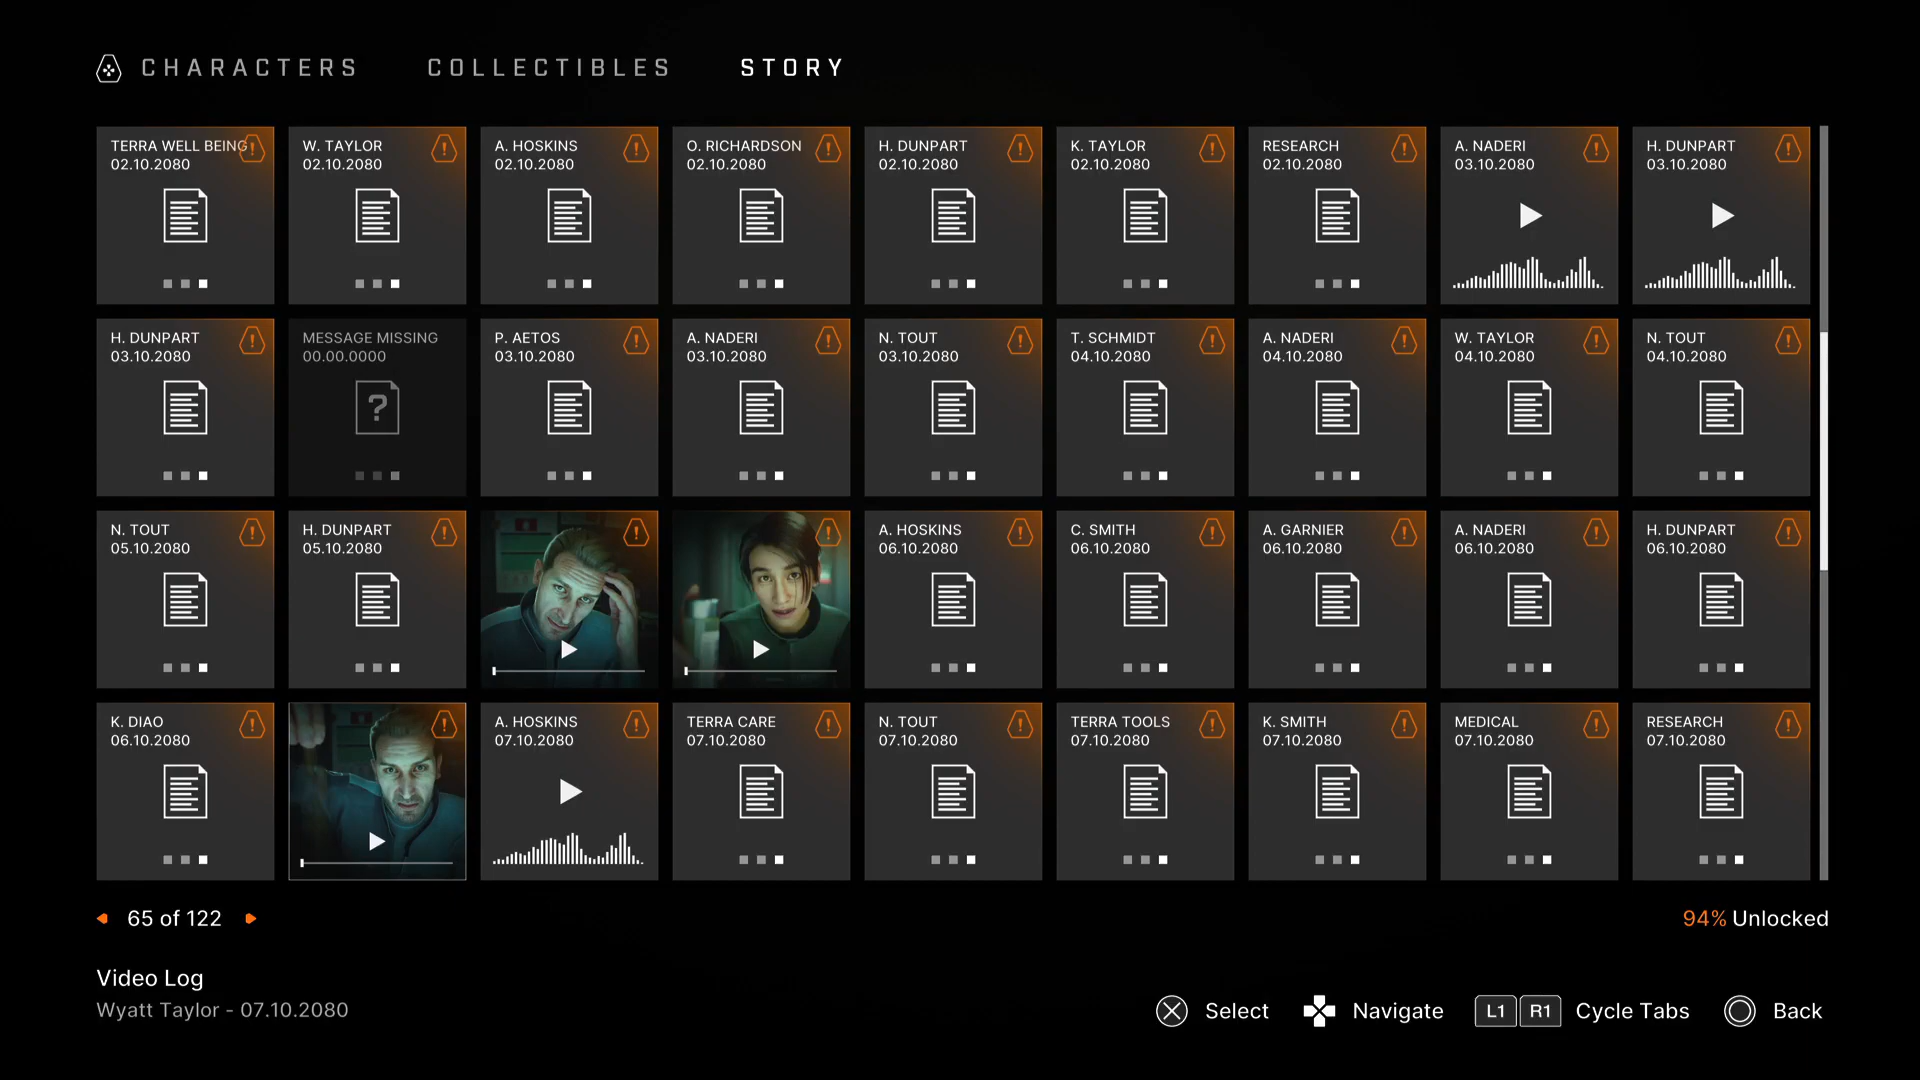 CHARACTERS COLLECTIBLES STORY
TERRA WELL BEING
02.10.2080
W. TAYLOR
02.10.2080
A. HOSKINS
02.10.2080
O. RICHARDSON
02.10.2080
H. DUNPART
02.10.2080
K. TAYLOR
02.10.2080
RESEARCH
02.10.2080
A. NADERI
03.10.2080
H. DUNPART
03.10.2080
H. DUNPART
03.10.2080
MESSAGE MISSING
00.00.0000
?
P. AETOS
03.10.2080
A. NADERI
03.10.2080
N. TOUT
03.10.2080
T. SCHMIDT
04.10.2080
A. NADERI
04.10.2080
W. TAYLOR
04.10.2080
N. TOUT
04.10.2080
N. TOUT
05.10.2080
H. DUNPART
05.10.2080
A. HOSKINS
06.10.2080
C. SMITH
06.10.2080
A. GARNIER
06.10.2080
A. NADERI
06.10.2080
H. DUNPART
06.10.2080
K. DIAO
06.10.2080
A. HOSKINS
07.10.2080
TERRA CARE
07.10.2080
N. TOUT
07.10.2080
TERRA TOOLS
07.10.2080
K. SMITH
07.10.2080
MEDICAL
07.10.2080
RESEARCH
07.10.2080
65 of 122
94% Unlocked
Video Log
Wyatt Taylor - 07.10.2080
Select Navigate L1 R1 Cycle Tabs Back